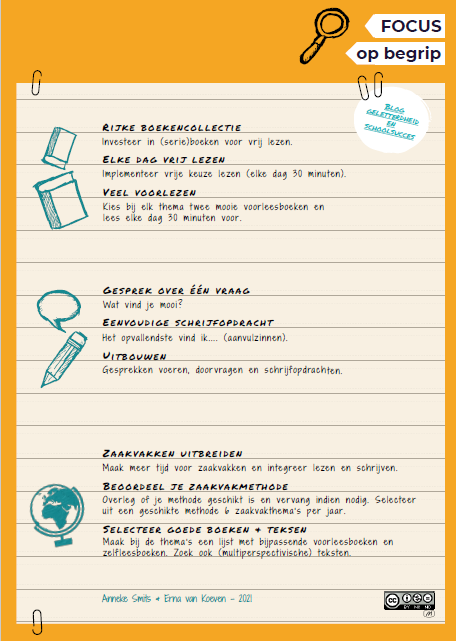 FOCUS
op begrip
Blog
geletterdheid
en
schoolsucces
Rijke boekencollectie
Investeer in (serie)boeken voor vrij lezen.
Elke dag vrij lezen
Implementeer vrije keuze lezen (elke dag 30 minuten).
Veel voorlezen
Kies bij elk thema twee mooie voorleesboeken en
lees elke dag 30 minuten voor.
Gesprek over één vraag
Wat vind je mooi?
Eenvoudige schrijfopdracht
Het opvallendste vind ik.... (aanvulzinnen).
Uitbouwen
Gesprekken voeren, doorvragen en schrijfopdrachten.
Zaakvakken uitbreiden
Maak meer tijd voor zaakvakken en integreer lezen en schrijven.
Beoordeel je zaakvakmethode
Overleg of je methode geschikt is en vervang indien nodig. Selecteer
uit een geschikte methode 6 zaakvakthema's per jaar.
Selecteer goede boeken & teksen
Maak bij de thema's een lijst met bijpassende voorleesboeken en
zelfleesboeken. Zoek ook (multiperspectivische) teksten.
Anneke Smits & Erna van Koeven - 2021
BY NC ND